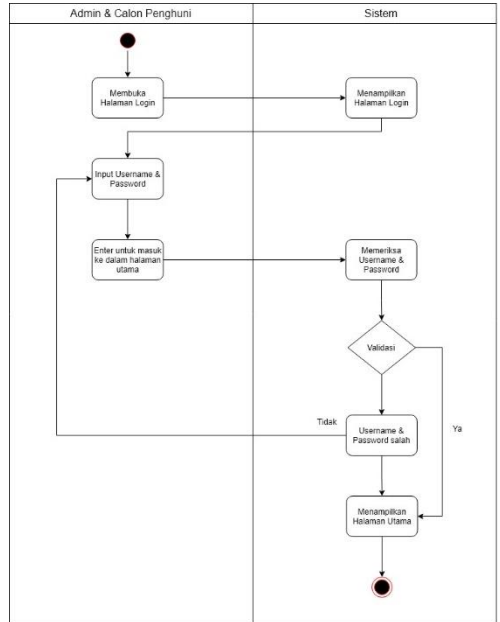 Admin & Calon Penghuni
Sistem
Membuka
Halaman Login
Menampilkan
Halaman Login
Input Username &
Password
Enter untuk masuk
ke dalam halaman
utama
Memeriksa
Username &
Password
Validasi
Tidak
Ya
Username &
Password salah
Menampilkan
Halaman Utama